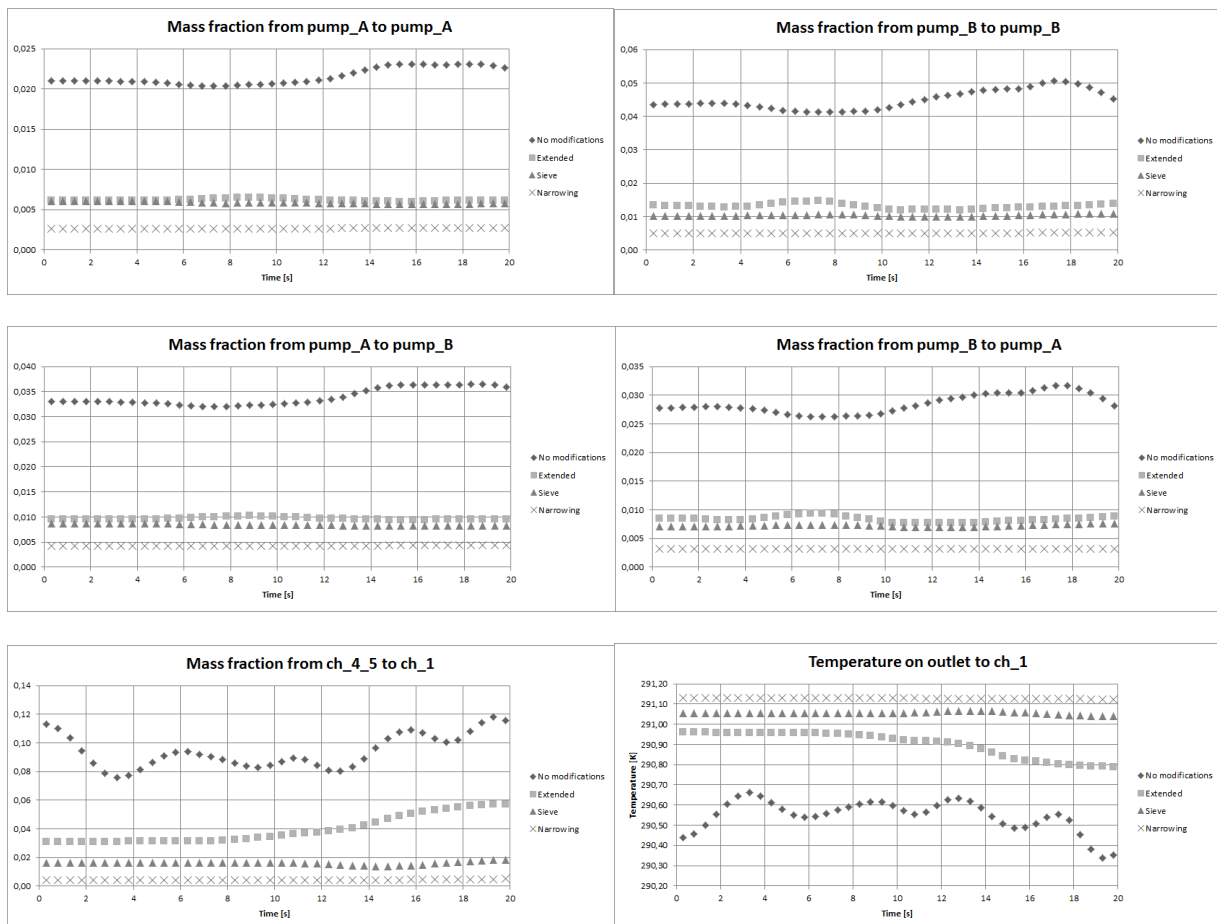 Mass fraction from pump_A to pump_A
0,025
0,020
0,015
0,010
0,005
0,000
0 2 4 6 8 10 12 14 16 18 20
Time [s]
No modifications
Extended
Sieve
Narrowing
Mass fraction from pump_B to pump_B
0,06
0,05
0,04
0,03
0,02
0,01
0,00
0 2 4 6 8 10 12 14 16 18 20
Time [s]
No modifications
Extended
Sieve
Narrowing
Mass fraction from pump_A to pump_B
0,040
0,035
0,030
0,025
0,020
0,015
0,010
0,005
0,000
0 2 4 6 8 10 12 14 16 18 20
Time [s]
No modifications
Extended
Sieve
Narrowing
Mass fraction from pump_B to pump_A
0,035
0,030
0,025
0,020
0,015
0,010
0,005
0,000
0 2 4 6 8 10 12 14 16 18 20
Time [s]
No modifications
Extended
Sieve
Narrowing
Mass fraction from ch_4_5 to ch_1
0,14
0,12
0,10
0,08
0,06
0,04
0,02
0,00
0 2 4 6 8 10 12 14 16 18 20
Time [s]
No modifications
Extended
Sieve
Narrowing
Temperature on outlet to ch_1
291,20
291,10
291,00
290,90
290,80
290,70
290,60
290,50
290,40
290,30
290,20
Temperature [K]
0 2 4 6 8 10 12 14 16 18 20
Time [s]
No modifications
Extended
Sieve
Narrowing